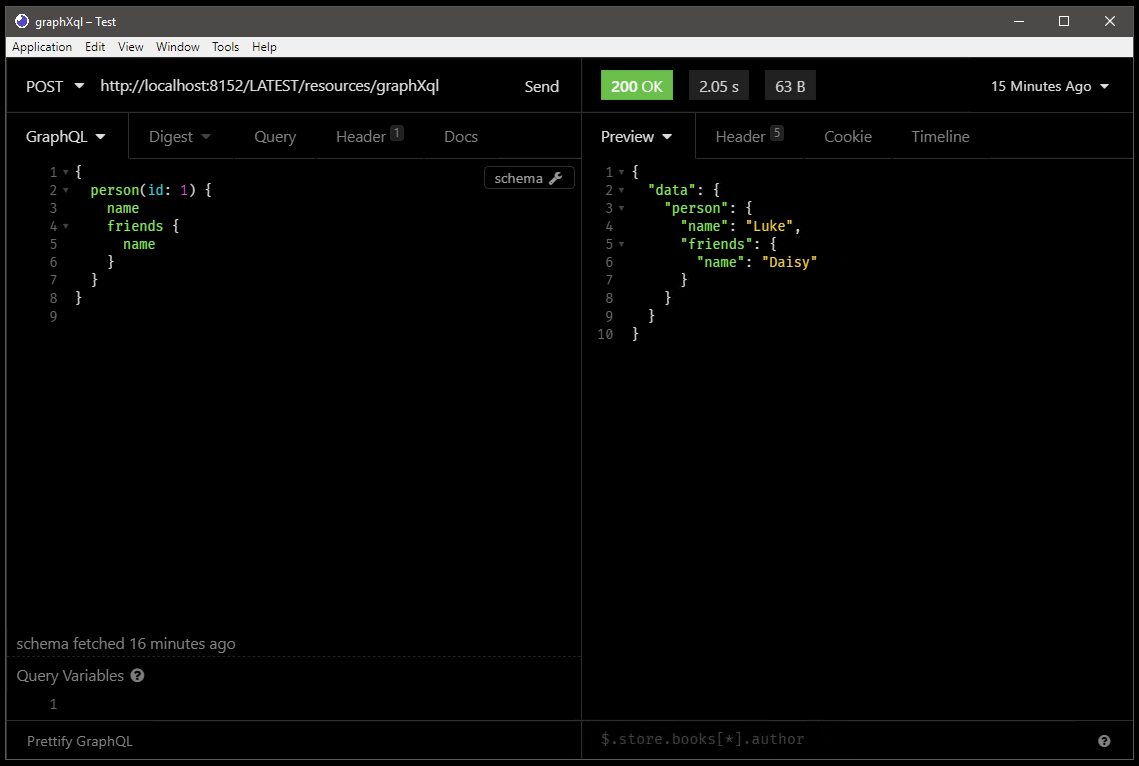 graphXql – Test
Application Edit View Window Tools Help
POST http://localhost:8152/LATEST/resources/graphXql Send
200 OK 2.05 s 63 B 15 Minutes Ago
GraphQL Digest Query Header 1 Docs
Preview Header 5 Cookie Timeline
schema
1 {
2 person(id: 1) {
3 name
4 friends {
5 name
6 }
7 }
8 }
9
1 {
2 "data": {
3 "person": {
4 "name": "Luke",
5 "friends": {
6 "name": "Daisy"
7 }
8 }
9 }
10 }
schema fetched 16 minutes ago
Query Variables ?
1
Prettify GraphQL
$.store.books[*].author ?